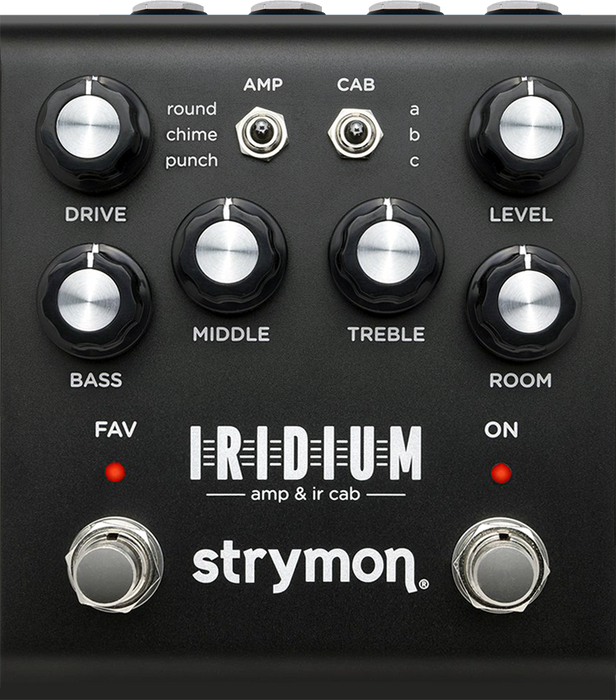 AMP CAB
round a
chime b
punch c
DRIVE LEVEL
MIDDLE TREBLE
BASS ROOM
FAV ON
IRIDIUM
amp & ir cab
strymon®